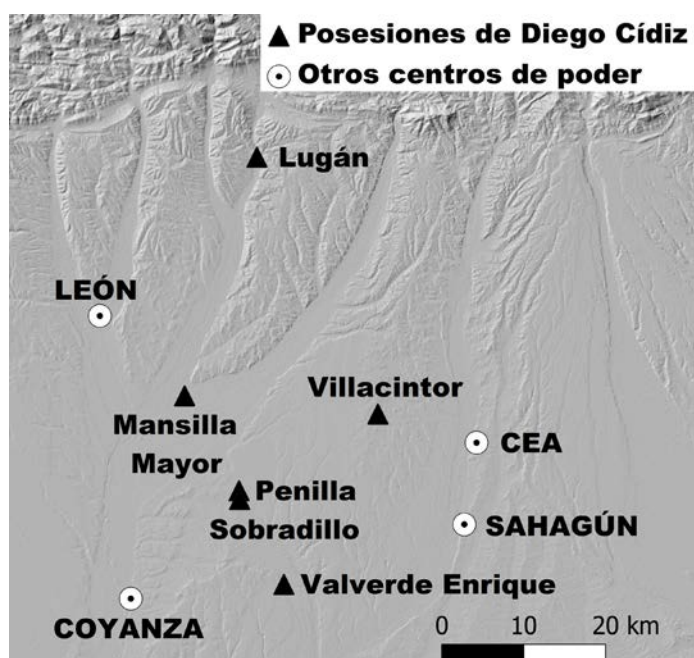 Posesiones de Diego Cídiz
Otros centros de poder
Lugán
LEÓN
Villacintor
Mansilla
Mayor
CEA
Penilla
Sobradillo
SAHAGÚN
Valverde Enrique
COYANZA
0 10 20 km